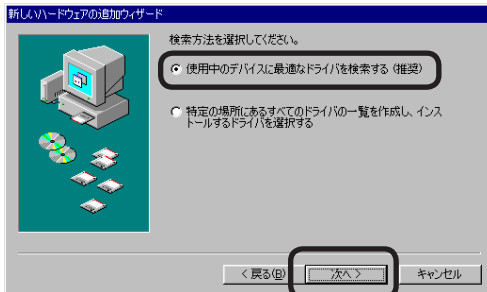 新しいハードウェアの追加ウィザード
検索方法を選択してください。
使用中のデバイスに最適なドライバを検索する (推奨)
特定の場所にあるすべてのドライバの一覧を作成し、インス
トールするドライバを選択する
< 戻る(B)
次へ >
キャンセル